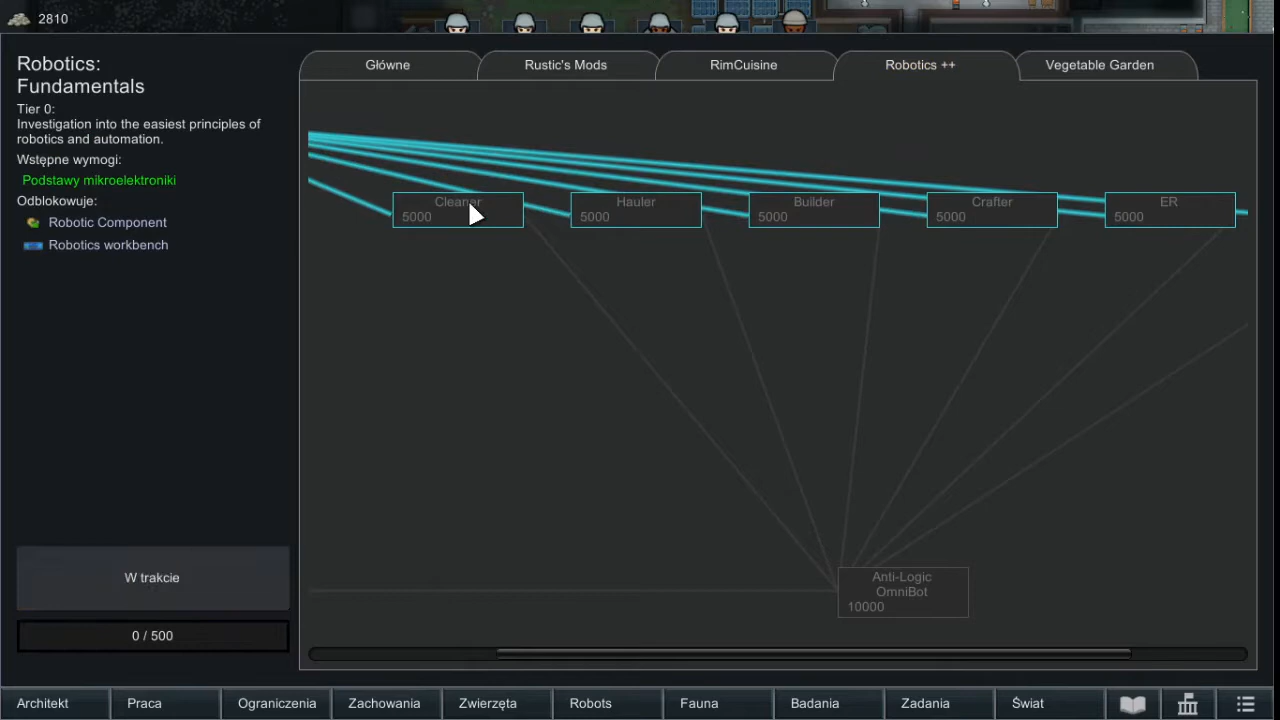 2810
Robotics:
Fundamentals
Tier 0:
Investigation into the easiest principles of
robotics and automation.
Wstępne wymogi:
Podstawy mikroelektroniki
Odblokowuje:
Robotic Component
Robotics workbench
W trakcie
0 / 500
Główne
Rustic's Mods
RimCuisine
Robotics ++
Vegetable Garden
Cleaner
5000
Hauler
5000
Builder
5000
Crafter
5000
ER
5000
Anti-Logic
OmniBot
10000
Architekt
Praca
Ograniczenia
Zachowania
Zwierzęta
Robots
Fauna
Badania
Zadania
Świat